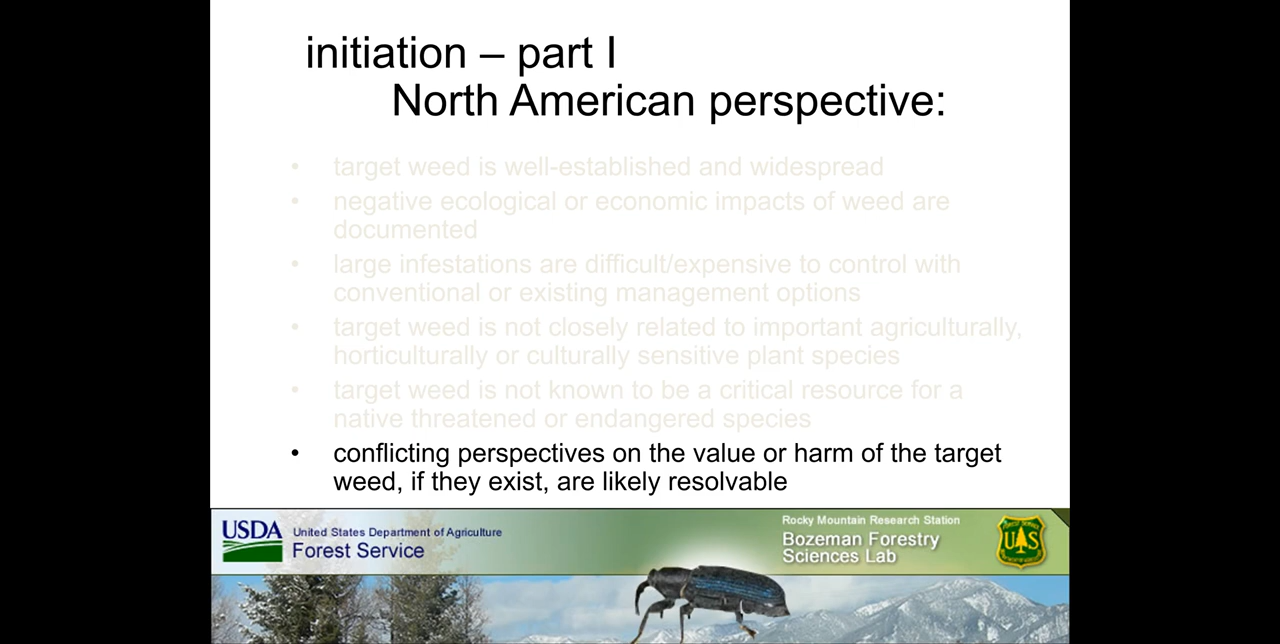 initiation – part I
North American perspective:
• target weed is well-established and widespread
• negative ecological or economic impacts of weed are
documented
• large infestations are difficult/expensive to control with
conventional or existing management options
• target weed is not closely related to important agriculturally,
horticulturally or culturally sensitive plant species
• target weed is not known to be a critical resource for a
native threatened or endangered species
• conflicting perspectives on the value or harm of the target
weed, if they exist, are likely resolvable
USDA
United States Department of Agriculture
Forest Service
Rocky Mountain Research Station
Bozeman Forestry
Sciences Lab
U S